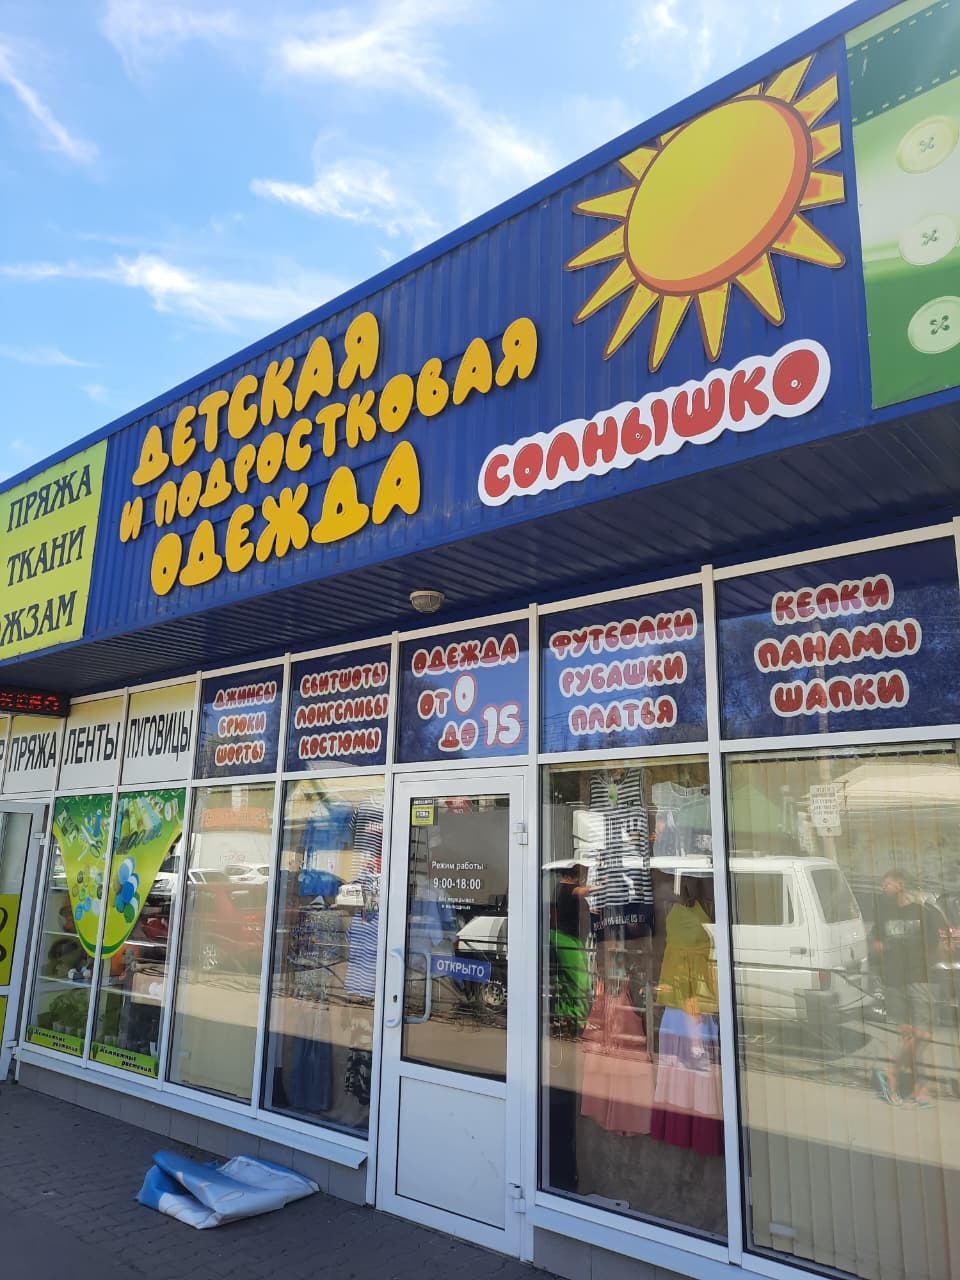 ДЕТСКАЯ
И ПОДРОСТКОВАЯ
ОДЕЖДА
СОЛНЫШКО
ПРЯЖА
ТКАНИ
ПРЯЖА
ЛЕНТЫ
ПУГОВИЦЫ
ДЖИНСЫ
БРЮКИ
ШОРТЫ
СВИТШОТЫ
ЛОНГСЛИВЫ
КОСТЮМЫ
ОДЕЖДА
ОТ 0
ДО 15
ФУТБОЛКИ
РУБАШКИ
ПЛАТЬЯ
КЕПКИ
ПАНАМЫ
ШАПКИ
Режим работы
9:00-18:00
ОТКРЫТО